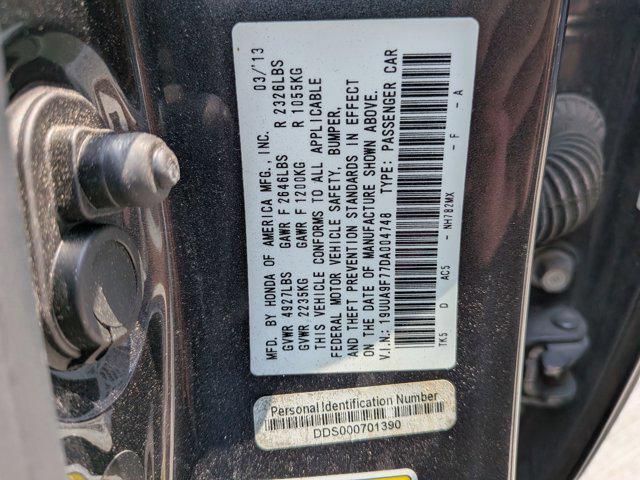 MFD. BY HONDA OF AMERICA MFG., INC. 03/'13
GVWR 4927LBS GAWR F 2646LBS R 2326LBS
GVWR 2235KG GAWR F 1200KG R 1055KG
THIS VEHICLE CONFORMS TO ALL APPLICABLE
FEDERAL MOTOR VEHICLE SAFETY, BUMPER,
AND THEFT PREVENTION STANDARDS IN EFFECT
ON THE DATE OF MANUFACTURE SHOWN ABOVE.
V.I.N.: 19UUA9F77DA004748 TYPE: PASSENGER CAR
TK5 D AC5 - NH782MX - F - A
Personal Identification Number
DDS000701390